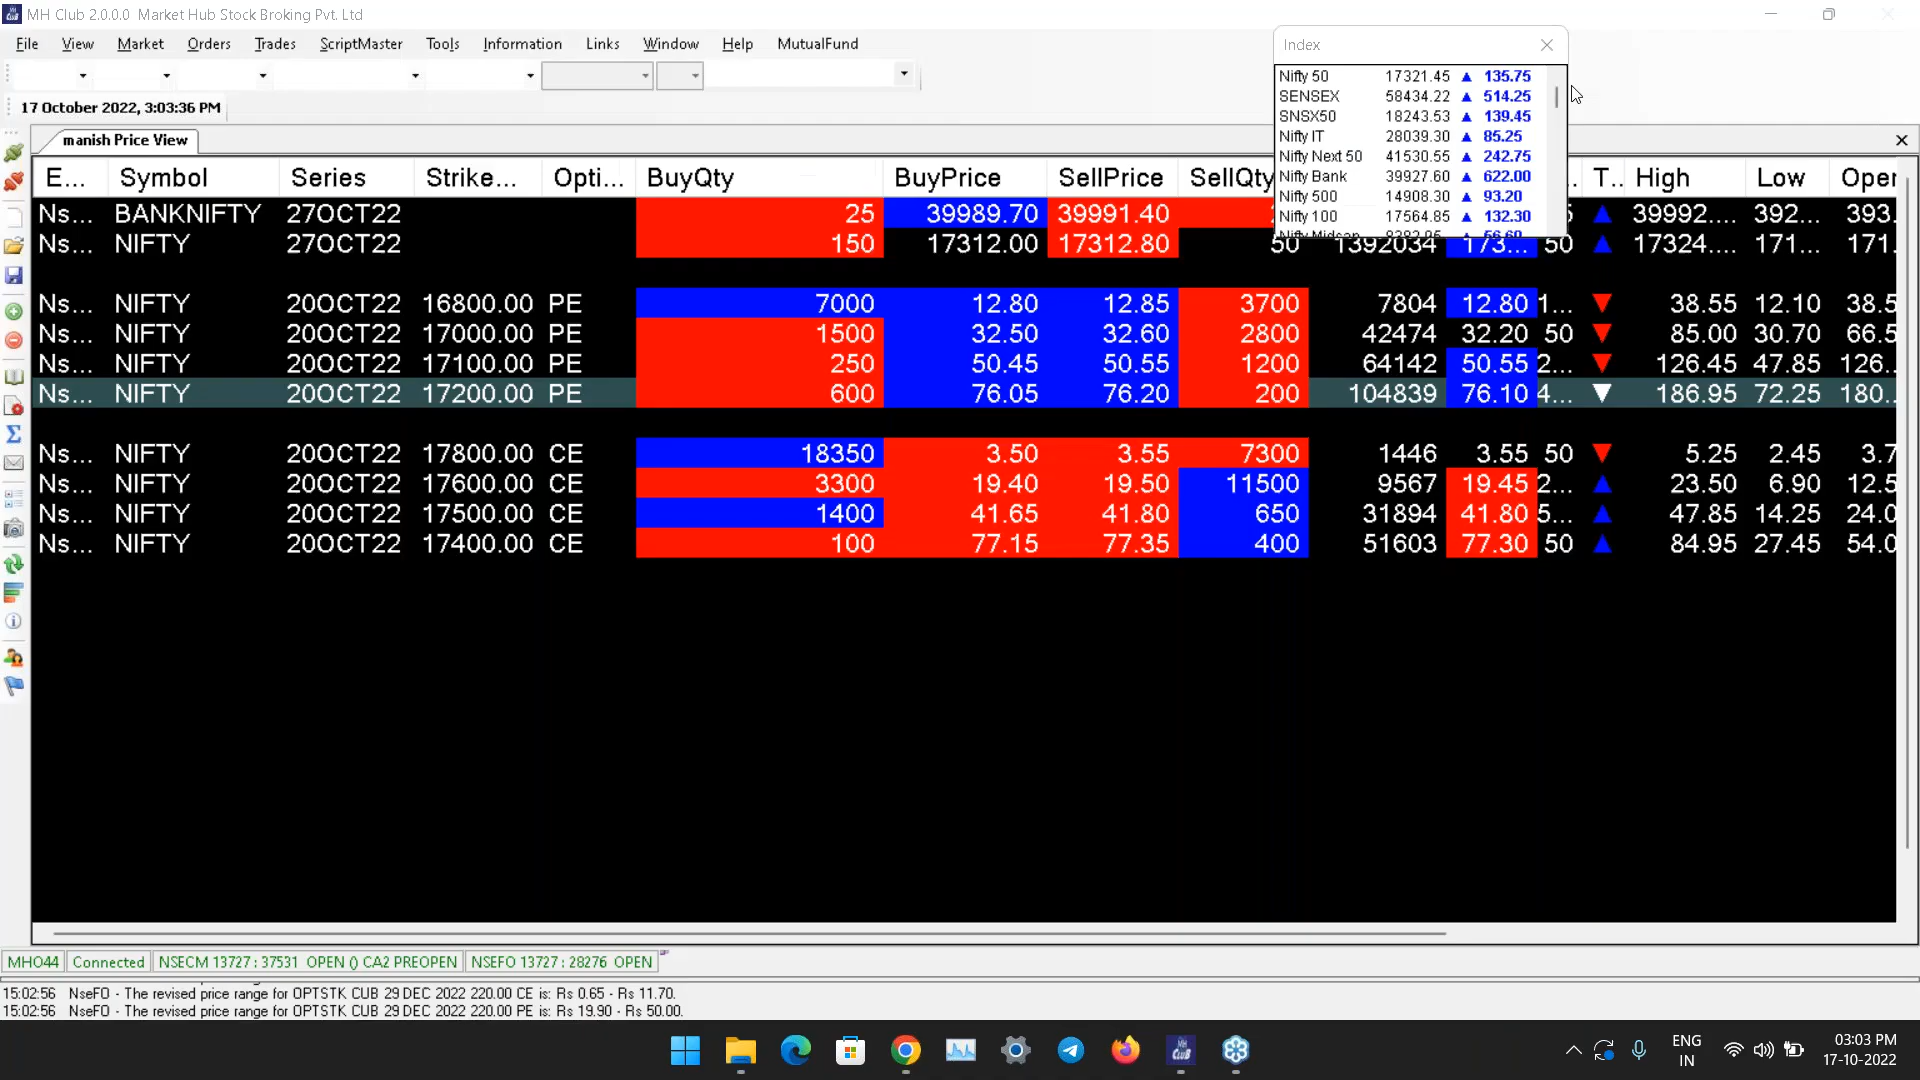 MH Club 2.0.0.0 Market Hub Stock Broking Pvt. Ltd
File View Market Orders Trades ScriptMaster Tools Information Links Window Help MutualFund
17 October 2022, 3:03:36 PM
manish Price View
Index
Nifty 50 17321.45 ▲ 135.75
SENSEX 58434.22 ▲ 514.25
SNSX50 18243.53 ▲ 139.45
Nifty IT 28039.30 ▲ 85.25
Nifty Next 50 41530.55 ▲ 242.75
Nifty Bank 39927.60 ▲ 622.00
Nifty 500 14908.30 ▲ 93.20
Nifty 100 17564.85 ▲ 132.30
E... Symbol Series Strike... Opti... BuyQty BuyPrice SellPrice SellQty T.. High Low Open
Ns... BANKNIFTY 27OCT22 25 39989.70 39991.40 ▲ 39992.... 392... 393.
Ns... NIFTY 27OCT22 150 17312.00 17312.80 50 1392034 173... 50 ▲ 17324.... 171... 171.
Ns... NIFTY 20OCT22 16800.00 PE 7000 12.80 12.85 3700 7804 12.80 1... ▼ 38.55 12.10 38.5
Ns... NIFTY 20OCT22 17000.00 PE 1500 32.50 32.60 2800 42474 32.20 50 ▼ 85.00 30.70 66.5
Ns... NIFTY 20OCT22 17100.00 PE 250 50.45 50.55 1200 64142 50.55 2... ▼ 126.45 47.85 126..
Ns... NIFTY 20OCT22 17200.00 PE 600 76.05 76.20 200 104839 76.10 4... ▼ 186.95 72.25 180..
Ns... NIFTY 20OCT22 17800.00 CE 18350 3.50 3.55 7300 1446 3.55 50 ▼ 5.25 2.45 3.7
Ns... NIFTY 20OCT22 17600.00 CE 3300 19.40 19.50 11500 9567 19.45 2... ▲ 23.50 6.90 12.5
Ns... NIFTY 20OCT22 17500.00 CE 1400 41.65 41.80 650 31894 41.80 5... ▲ 47.85 14.25 24.0
Ns... NIFTY 20OCT22 17400.00 CE 100 77.15 77.35 400 51603 77.30 50 ▲ 84.95 27.45 54.0
MHO44 Connected NSECM 13727 : 37531 OPEN () CA2 PREOPEN NSEFO 13727 : 28276 OPEN
15:02:56 NseFO - The revised price range for OPTSTK CUB 29 DEC 2022 220.00 CE is: Rs 0.65 - Rs 11.70.
15:02:56 NseFO - The revised price range for OPTSTK CUB 29 DEC 2022 220.00 PE is: Rs 19.90 - Rs 50.00.
MH CLUB
ENG
IN
03:03 PM
17-10-2022